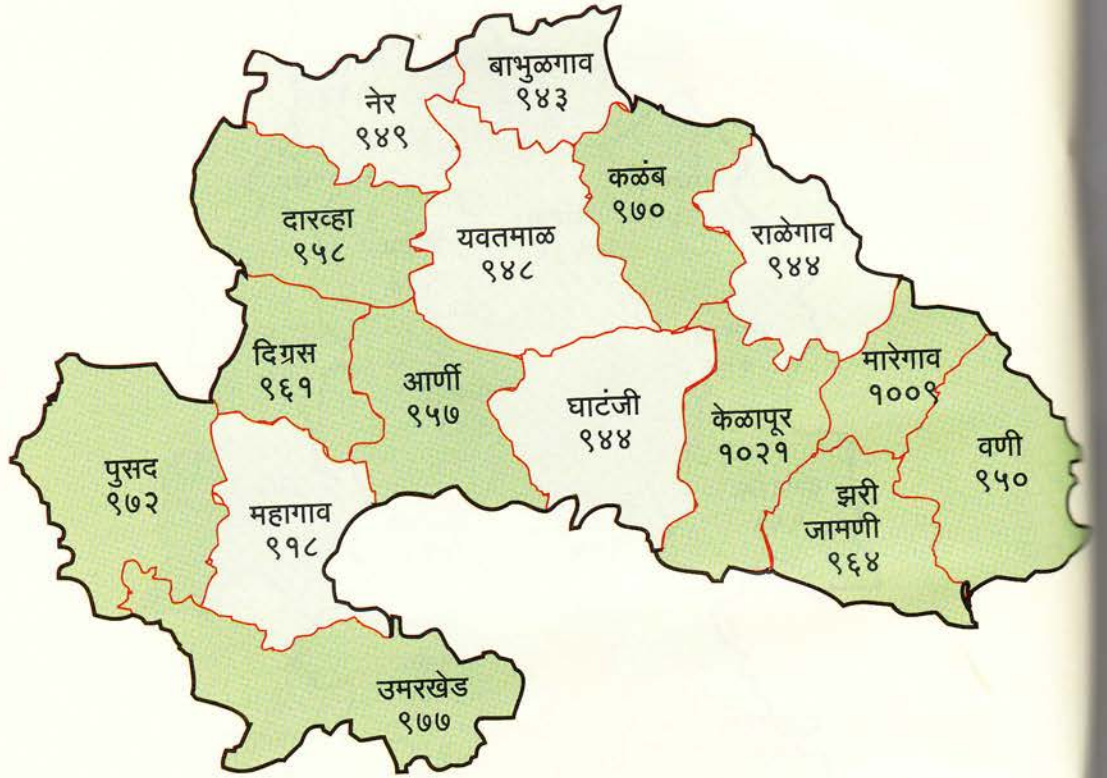 बाभुळगाव
९४३
नेर
९४९
कळंब
९७०
दारव्हा
९५८
यवतमाळ
९४८
राळेगाव
९४४
दिग्रस
९६१
आर्णी
९५७
घाटंजी
९४४
मारेगाव
१००९
केळापूर
१०२१
वणी
९५०
पुसद
९७२
महागाव
९१८
झरी
जामणी
९६४
उमरखेड
९७७